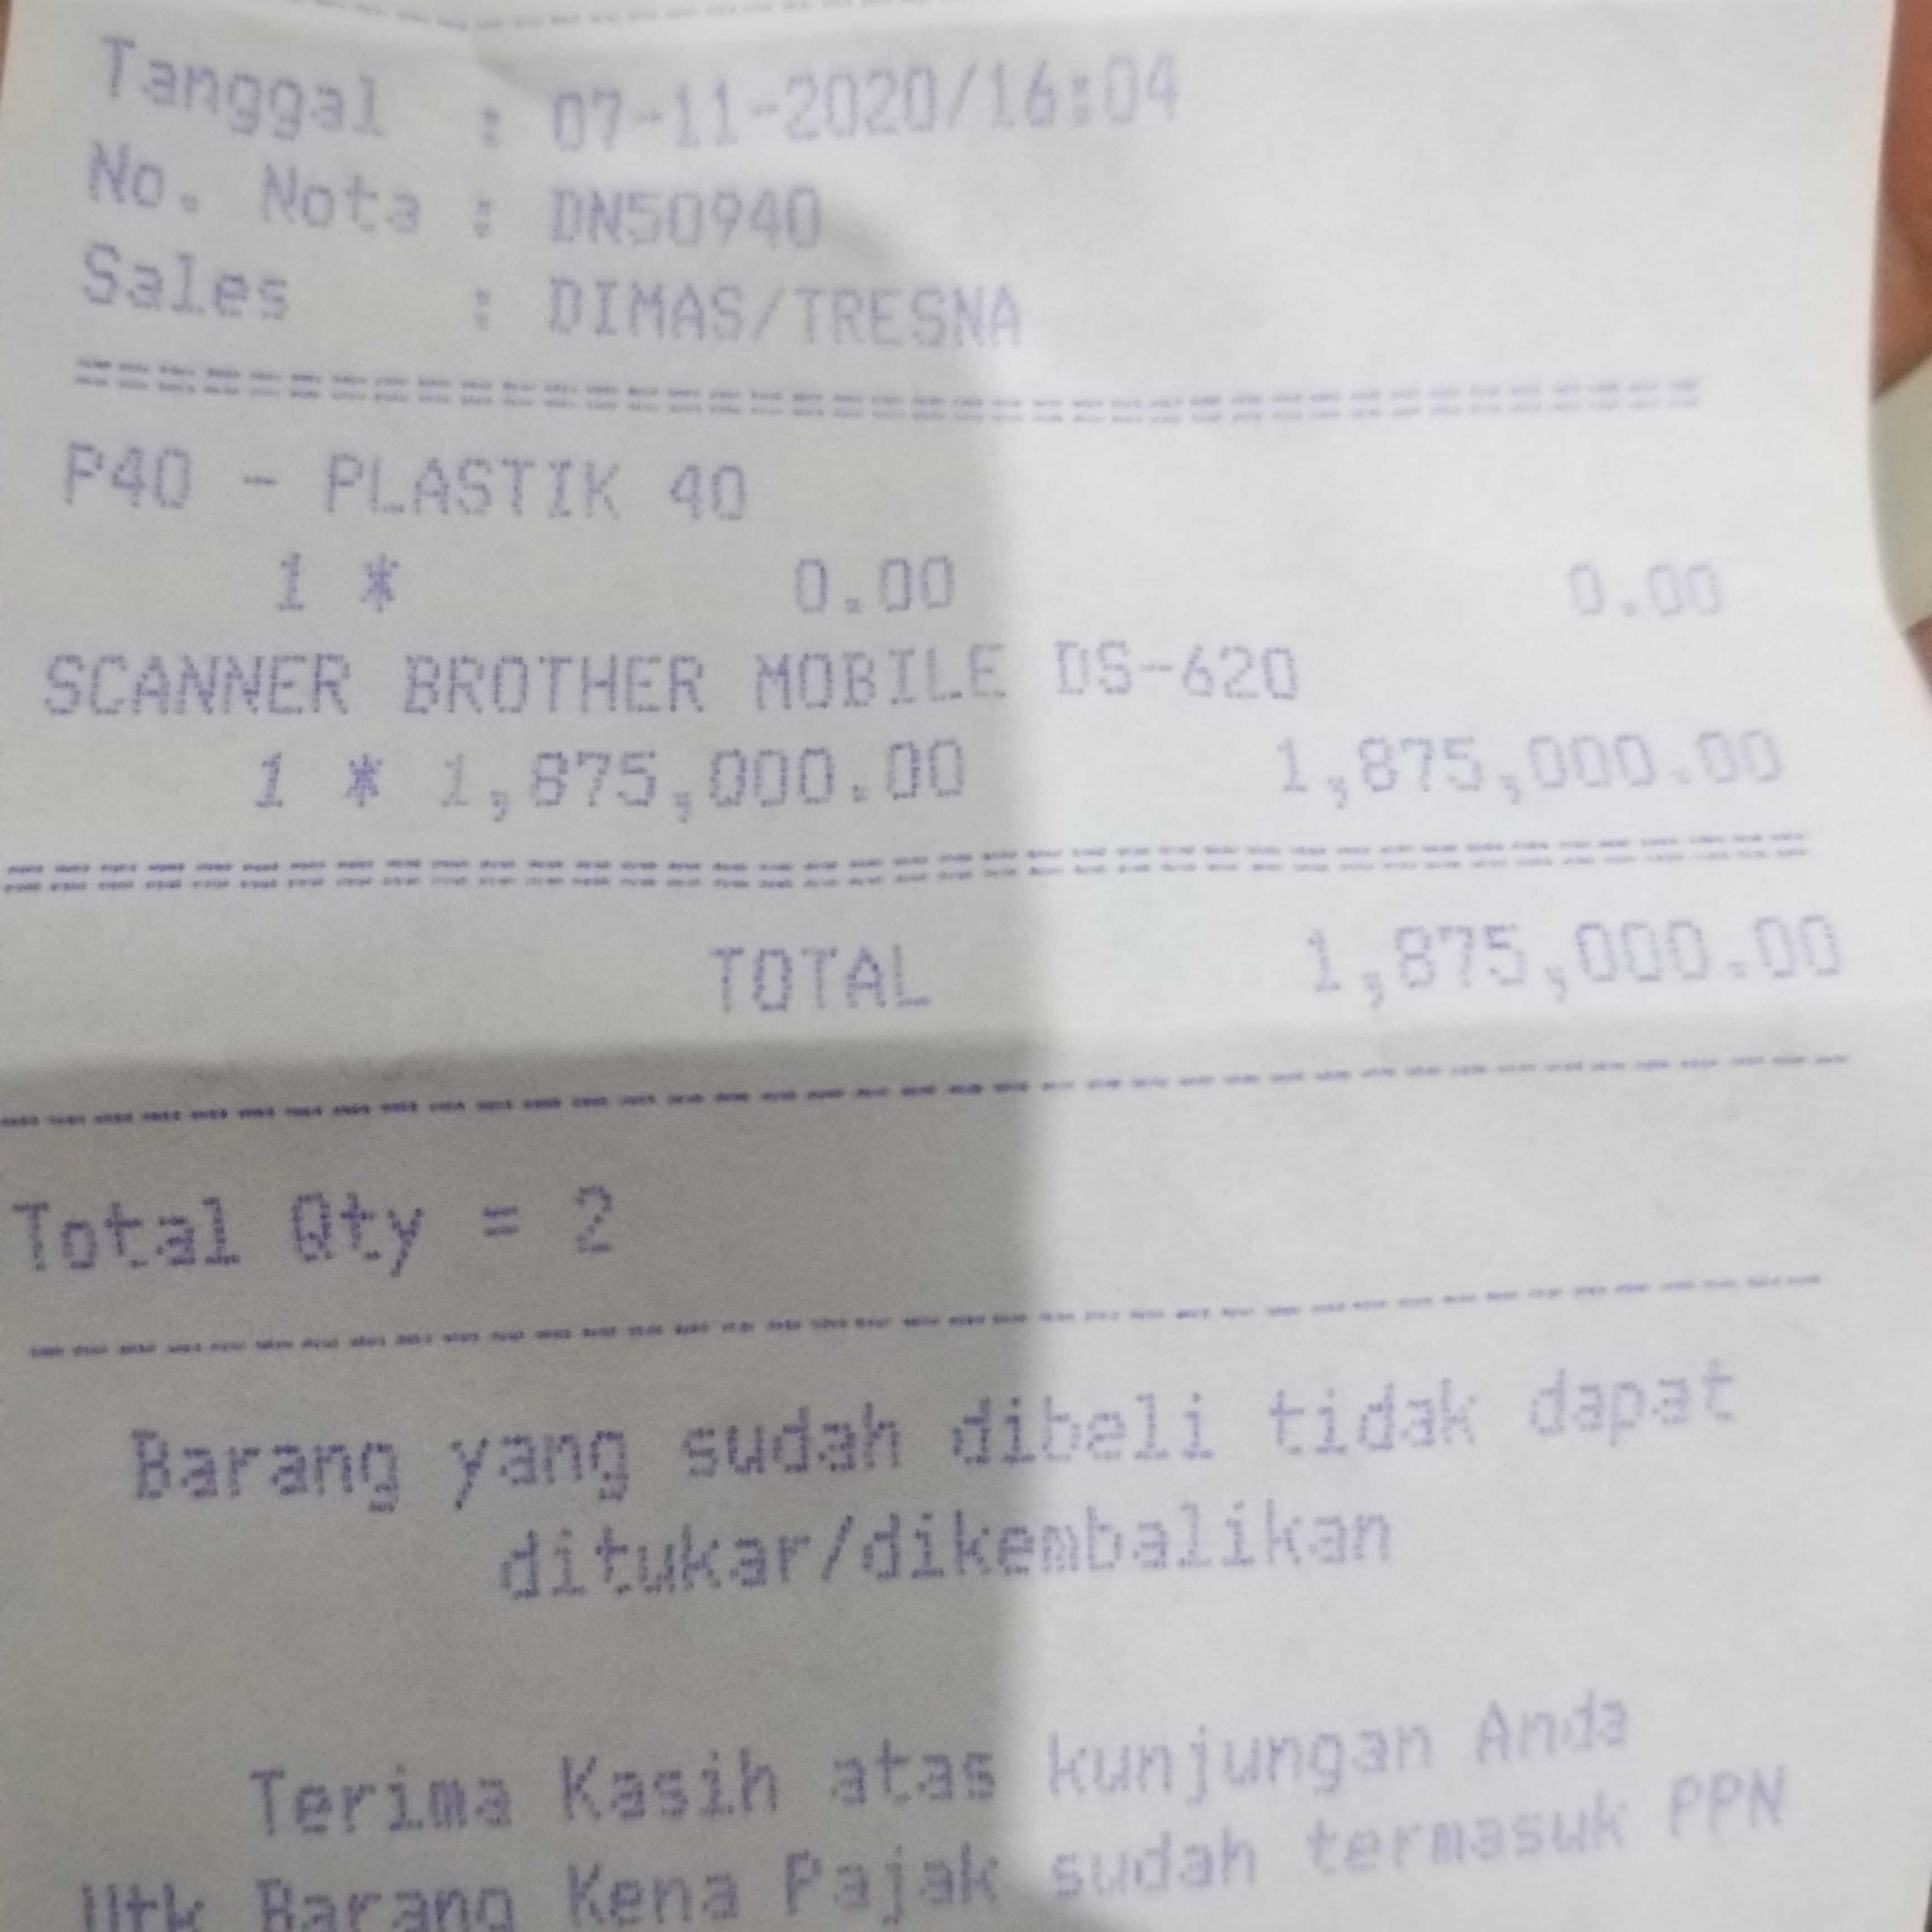 Tanggal : 07-11-2020/16:04
No. Nota : DN50940
Sales : DIMAS/TRESNA
P40 - PLASTIK 40
1 * 0.00 0.00
SCANNER BROTHER MOBILE DS-620
1 * 1,875,000.00 1,875,000.00
TOTAL 1,875,000.00
Total Qty = 2
Barang yang sudah dibeli tidak dapat
ditukar/dikembalikan
Terima Kasih atas kunjungan Anda
Utk Barang Kena Pajak sudah termasuk PPN